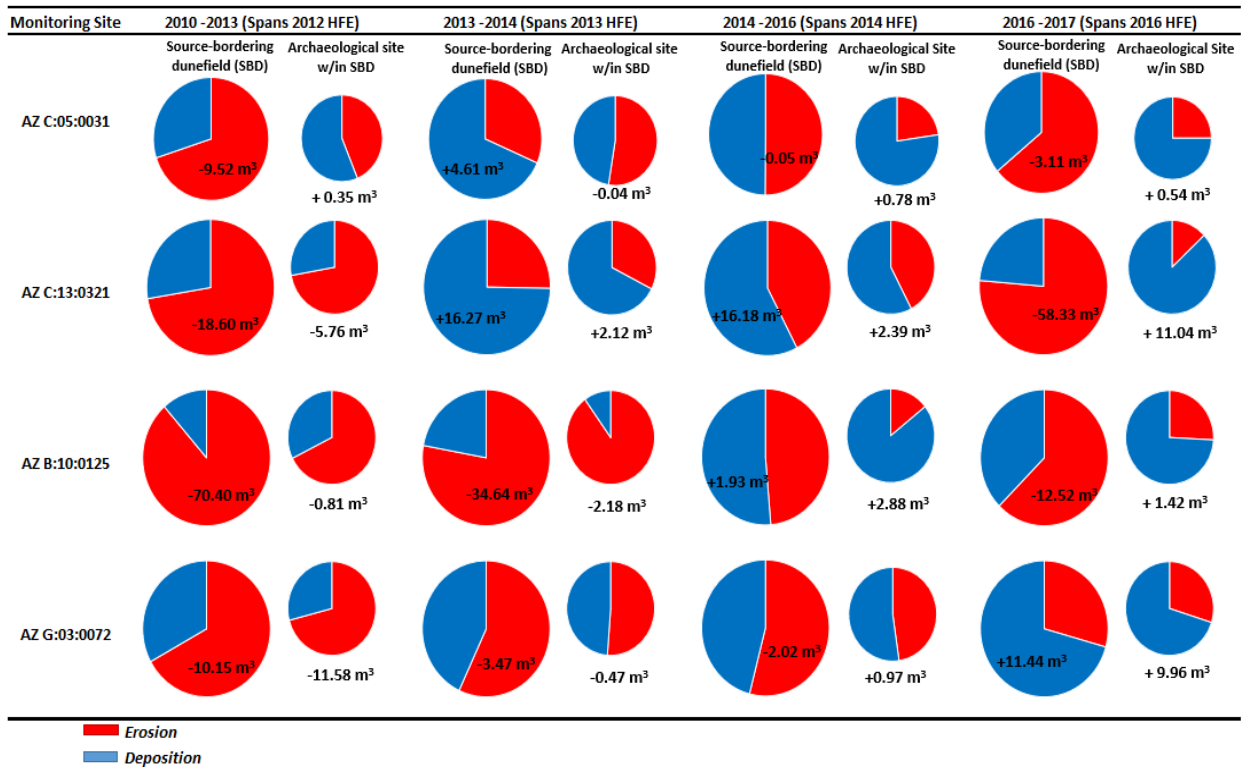 Monitoring Site 2010 -2013 (Spans 2012 HFE) 2013 -2014 (Spans 2013 HFE) 2014 -2016 (Spans 2014 HFE) 2016 -2017 (Spans 2016 HFE)
Source-bordering Archaeological site Source-bordering Archaeological site Source-bordering Archaeological Site Source-bordering Archaeological Site
dunefield (SBD) w/in SBD dunefield (SBD) w/in SBD dunefield (SBD) w/in SBD dunefield (SBD) w/in SBD
AZ C:05:0031
-9.52 m³ +4.61 m³ -0.05 m³ -3.11 m³
+ 0.35 m³ -0.04 m³ +0.78 m³ + 0.54 m³
AZ C:13:0321
-18.60 m³ -5.76 m³ +16.27 m³ +2.12 m³ +16.18 m³ +2.39 m³ -58.33 m³ + 11.04 m³
AZ B:10:0125
-70.40 m³ -0.81 m³ -34.64 m³ -2.18 m³ +1.93 m³ +2.88 m³ -12.52 m³ + 1.42 m³
AZ G:03:0072
-10.15 m³ -11.58 m³ -3.47 m³ -0.47 m³ -2.02 m³ +0.97 m³ +11.44 m³ + 9.96 m³
Erosion
Deposition